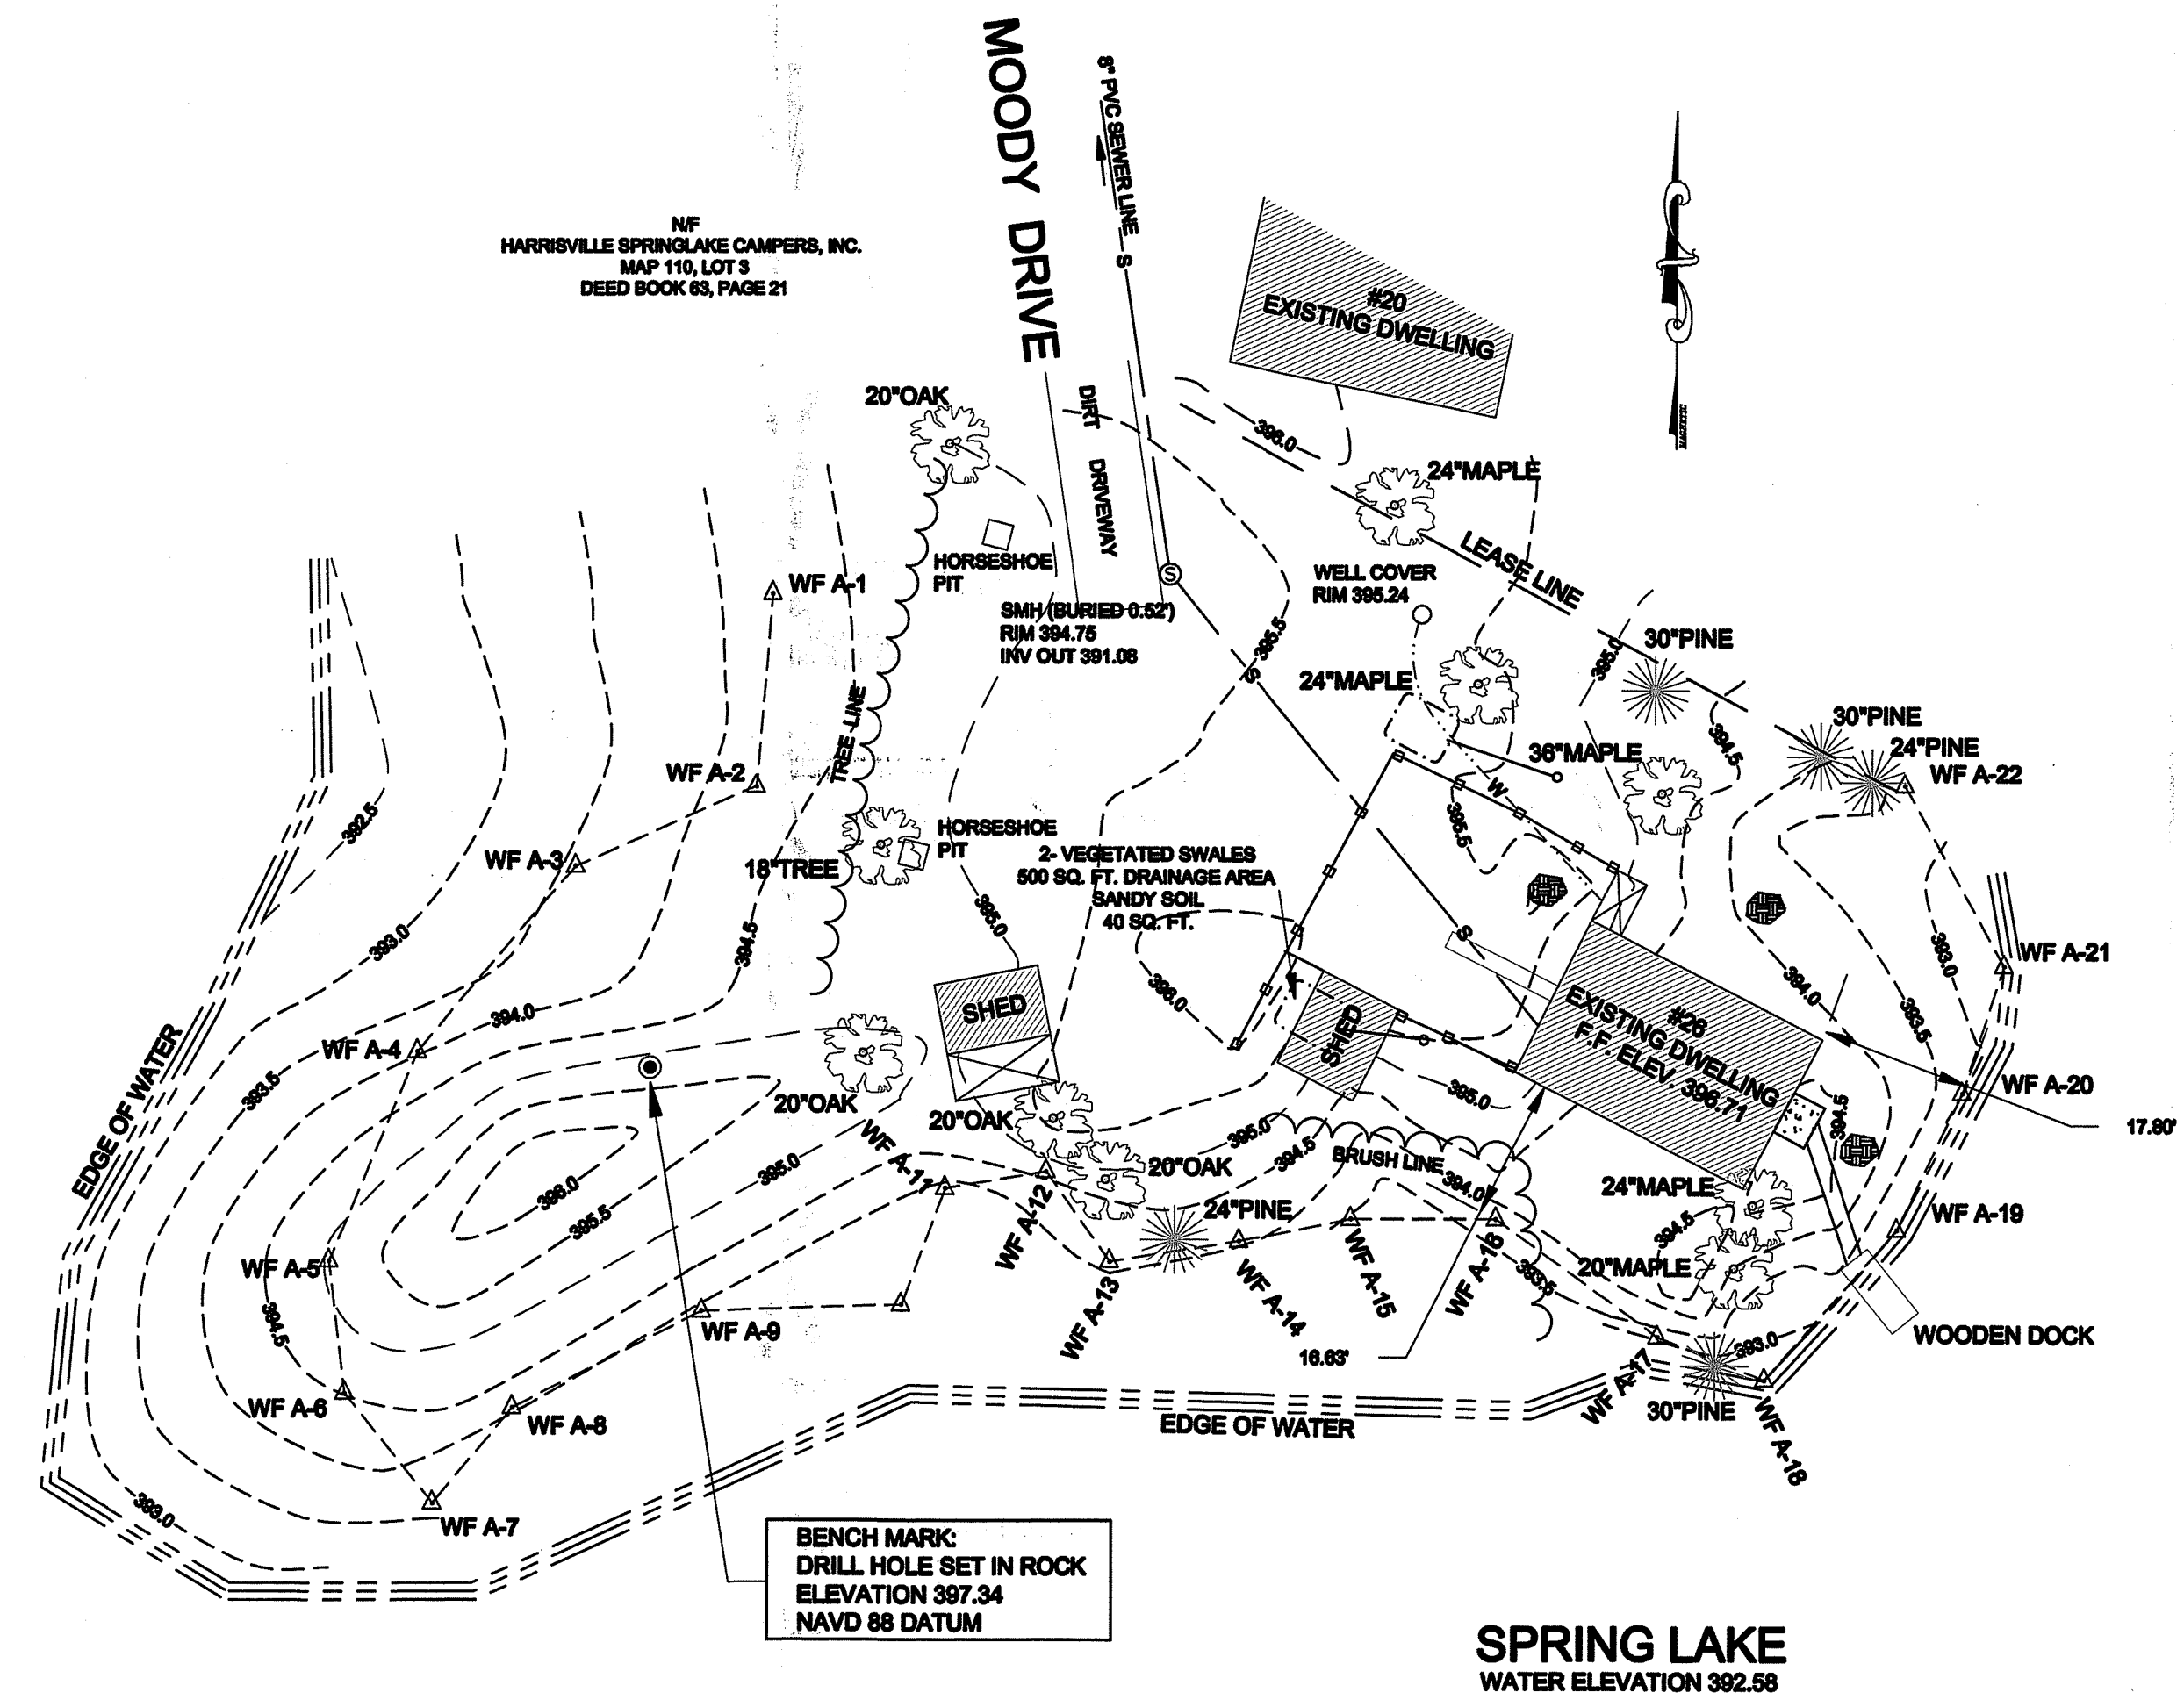 MOODY DRIVE
8" PVC SEWER LINE
S
N/F
HARRISVILLE SPRINGLAKE CAMPERS, INC.
MAP 110, LOT 3
DEED BOOK 63, PAGE 21
#20
EXISTING DWELLING
MAGNETIC
20"OAK
DIRT DRIVEWAY
396.0
24"MAPLE
LEASE LINE
HORSESHOE
PIT
WELL COVER
RIM 395.24
WF A-1
SMH (BURIED 0.52')
RIM 394.75
INV OUT 391.08
395.5
S
395.0
30"PINE
24"MAPLE
TREE LINE
30"PINE
394.5
24"PINE
36"MAPLE
WF A-22
WF A-2
W
392.5
395.5
HORSESHOE
PIT
WF A-3
18"TREE
2- VEGETATED SWALES
500 SQ. FT. DRAINAGE AREA
SANDY SOIL
40 SQ. FT.
395.0
S
393.0
394.5
393.0
WF A-21
396.0
394.0
SHED
394.0
#26
EXISTING DWELLING
F.F. ELEV. 396.71
393.5
WF A-4
SHED
EDGE OF WATER
393.5
WF A-20
20"OAK
20"OAK
395.0
394.5
17.80'
WF A-11
395.0
394.5
BRUSH LINE
395.0
20"OAK
396.0
394.0
24"MAPLE
395.5
WF A-12
24"PINE
WF A-19
394.5
WF A-5
20"MAPLE
WF A-13
WF A-14
WF A-15
WF A-16
393.5
394.5
WF A-9
WOODEN DOCK
393.0
16.63'
WF A-17
WF A-6
WF A-8
30"PINE
WF A-18
EDGE OF WATER
393.0
WF A-7
BENCH MARK:
DRILL HOLE SET IN ROCK
ELEVATION 397.34
NAVD 88 DATUM
SPRING LAKE
WATER ELEVATION 392.58